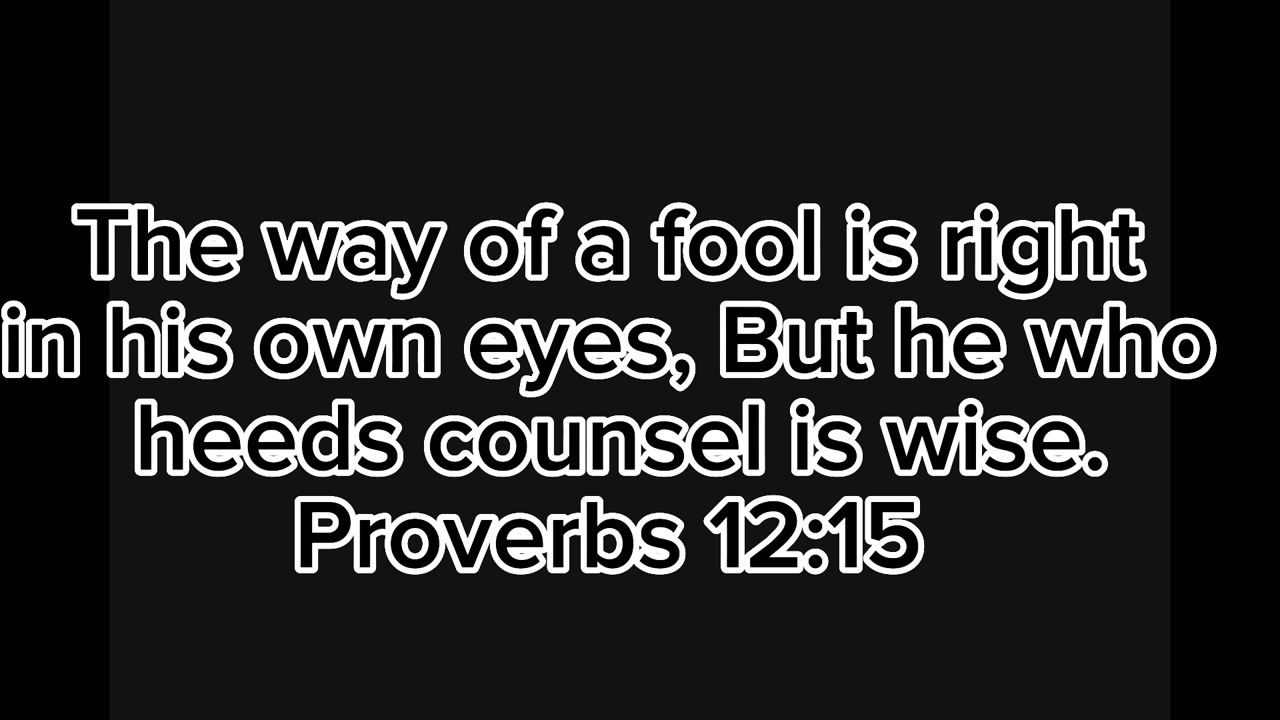 The way of a fool is right
in his own eyes, But he who
heeds counsel is wise.
Proverbs 12:15